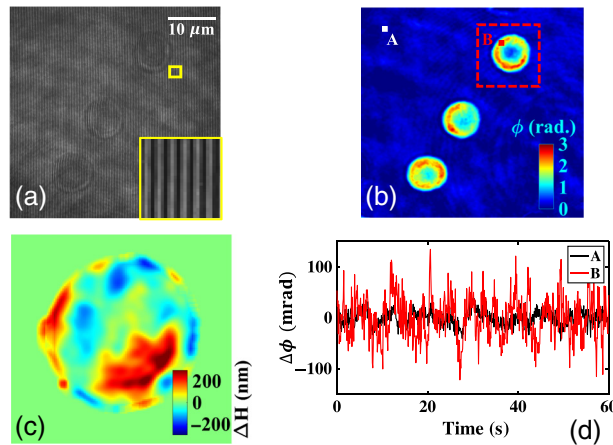 10 μm
(a)
A
B
ϕ (rad.)
3
2
1
0
(b)
300
0
-200
ΔH (nm)
(c)
100
0
-100
Δϕ (mrad)
A
B
0
20
40
60
Time (s)
(d)